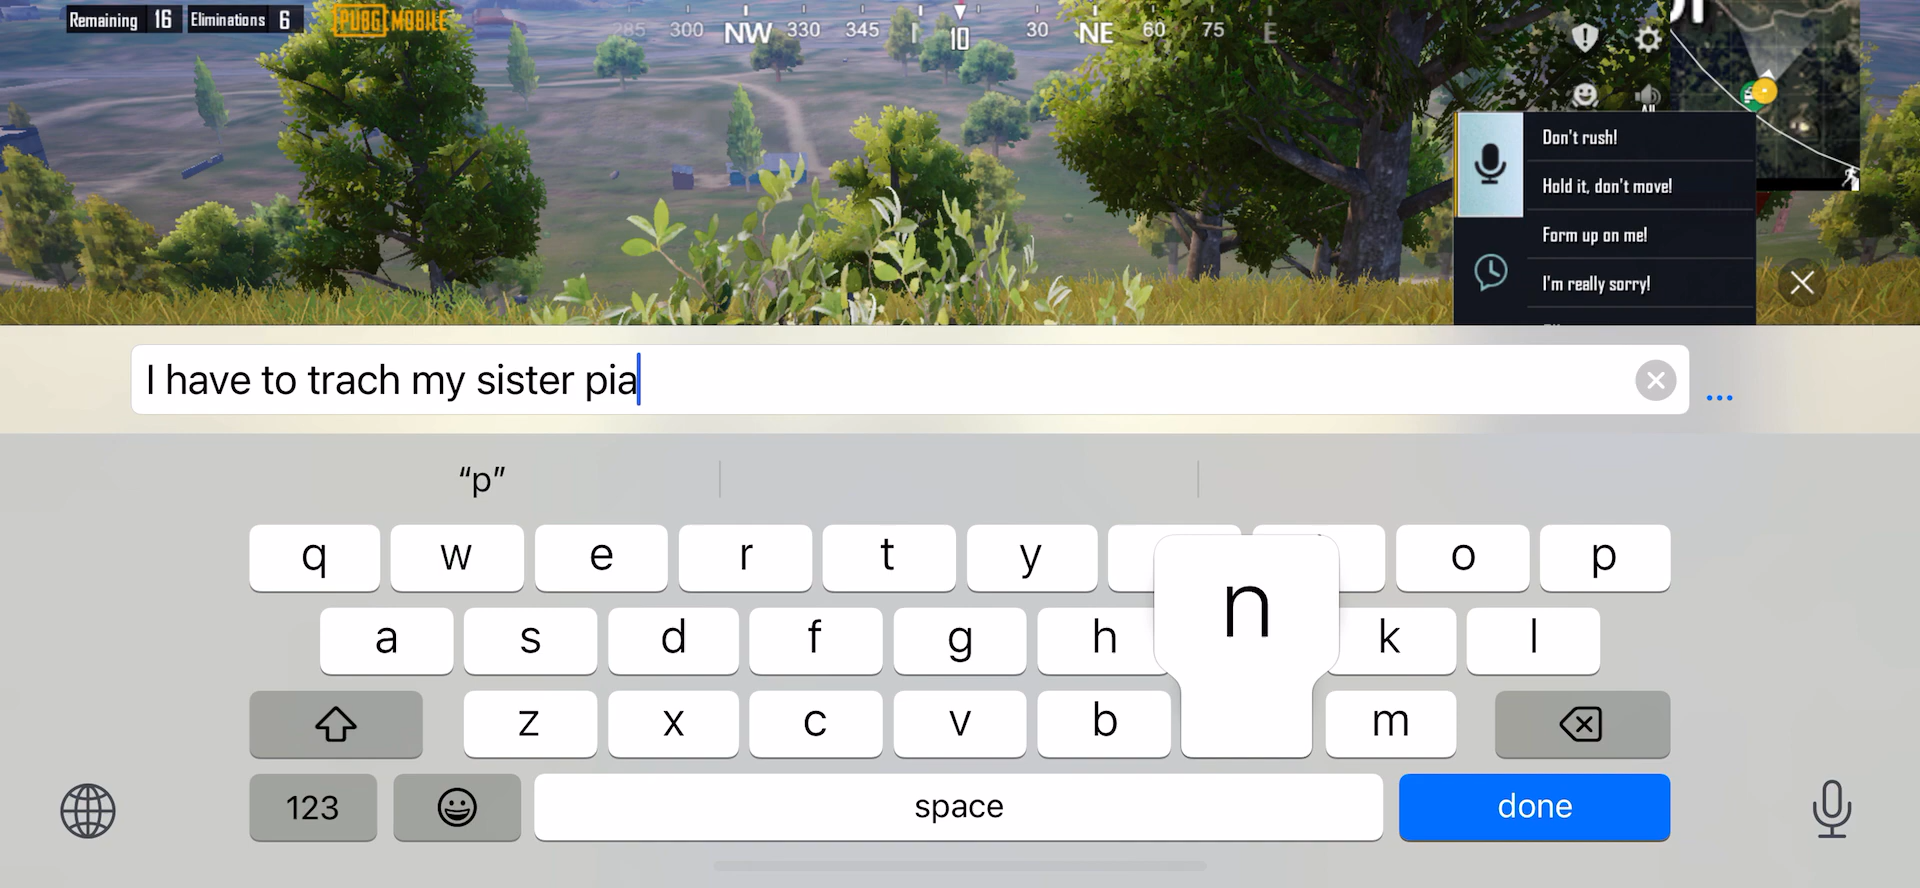 Remaining 16 Eliminations 6 PUBG MOBILE
285 300 NW 330 345 N 10 30 NE 60 75 E
All
Don't rush!
Hold it, don't move!
Form up on me!
I'm really sorry!
I have to trach my sister pia
...
“p”
q w e r t y o p
a s d f g h n k l
z x c v b m
123 space done